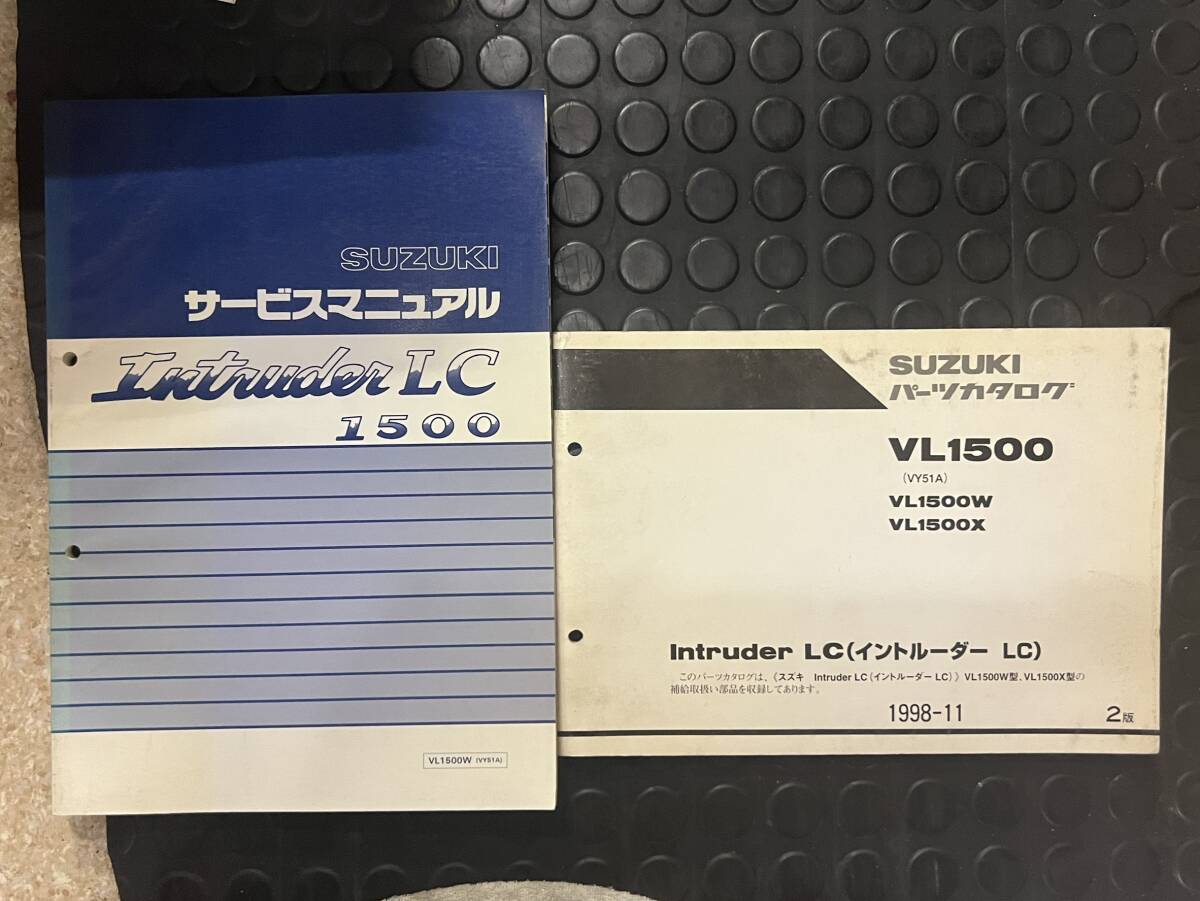 SUZUKI
サービスマニュアル
Intruder LC
1500
VL1500W (VY51A)
SUZUKI
パーツカタログ
VL1500
(VY51A)
VL1500W
VL1500X
Intruder LC(イントルーダー LC)
このパーツカタログは、《スズキ Intruder LC(イントルーダー LC)》VL1500W型、VL1500X型の
補給取扱い部品を収録してあります。
1998-11
2版